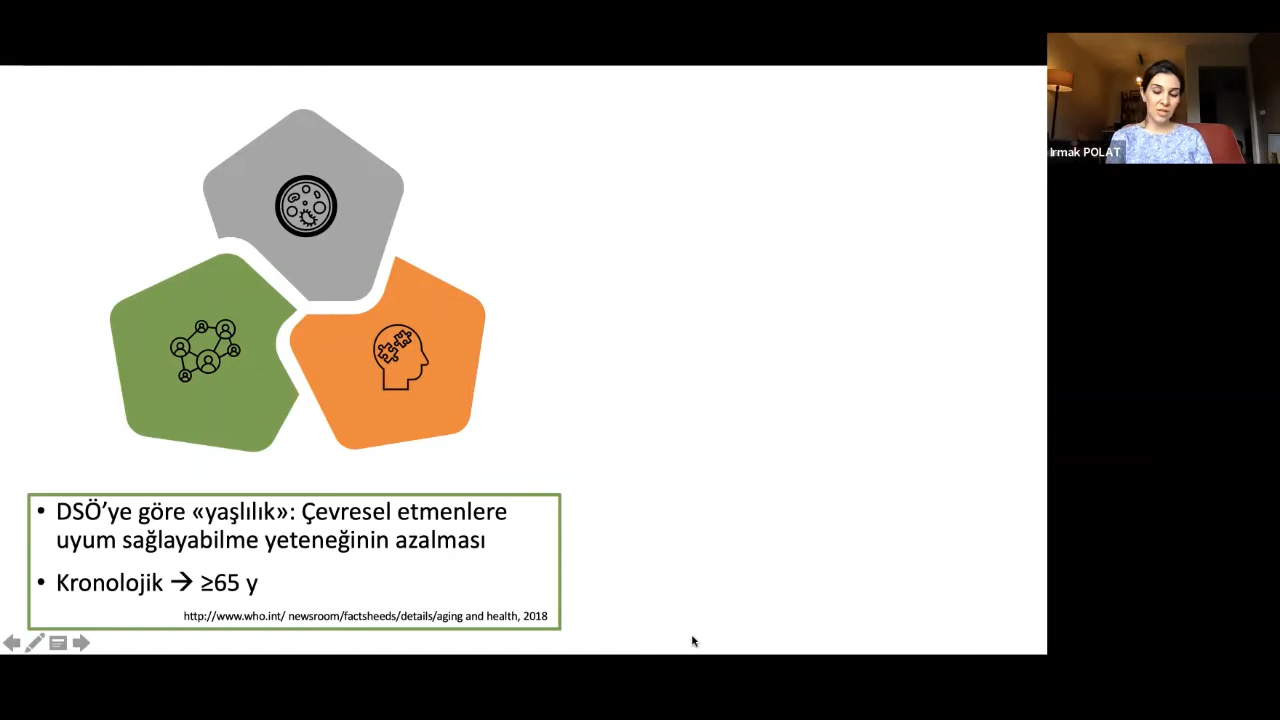 Irmak POLAT
• DSÖ’ye göre «yaşlılık»: Çevresel etmenlere
uyum sağlayabilme yeteneğinin azalması
• Kronolojik → ≥65 y
http://www.who.int/ newsroom/factsheeds/details/aging and health, 2018